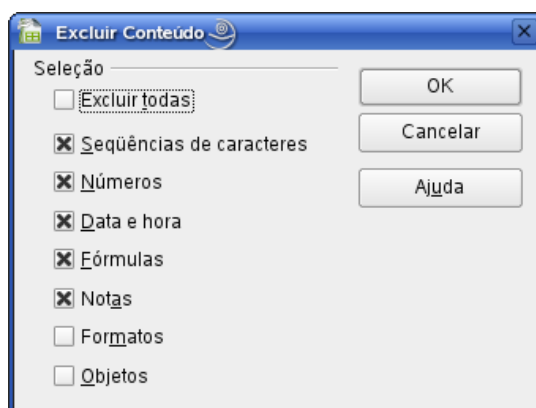 Excluir Conteúdo
Seleção
Excluir todas
Seqüências de caracteres
Números
Data e hora
Fórmulas
Notas
Formatos
Objetos
OK
Cancelar
Ajuda